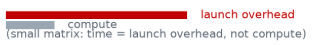 launch overhead
compute
(small matrix: time = launch overhead, not compute)